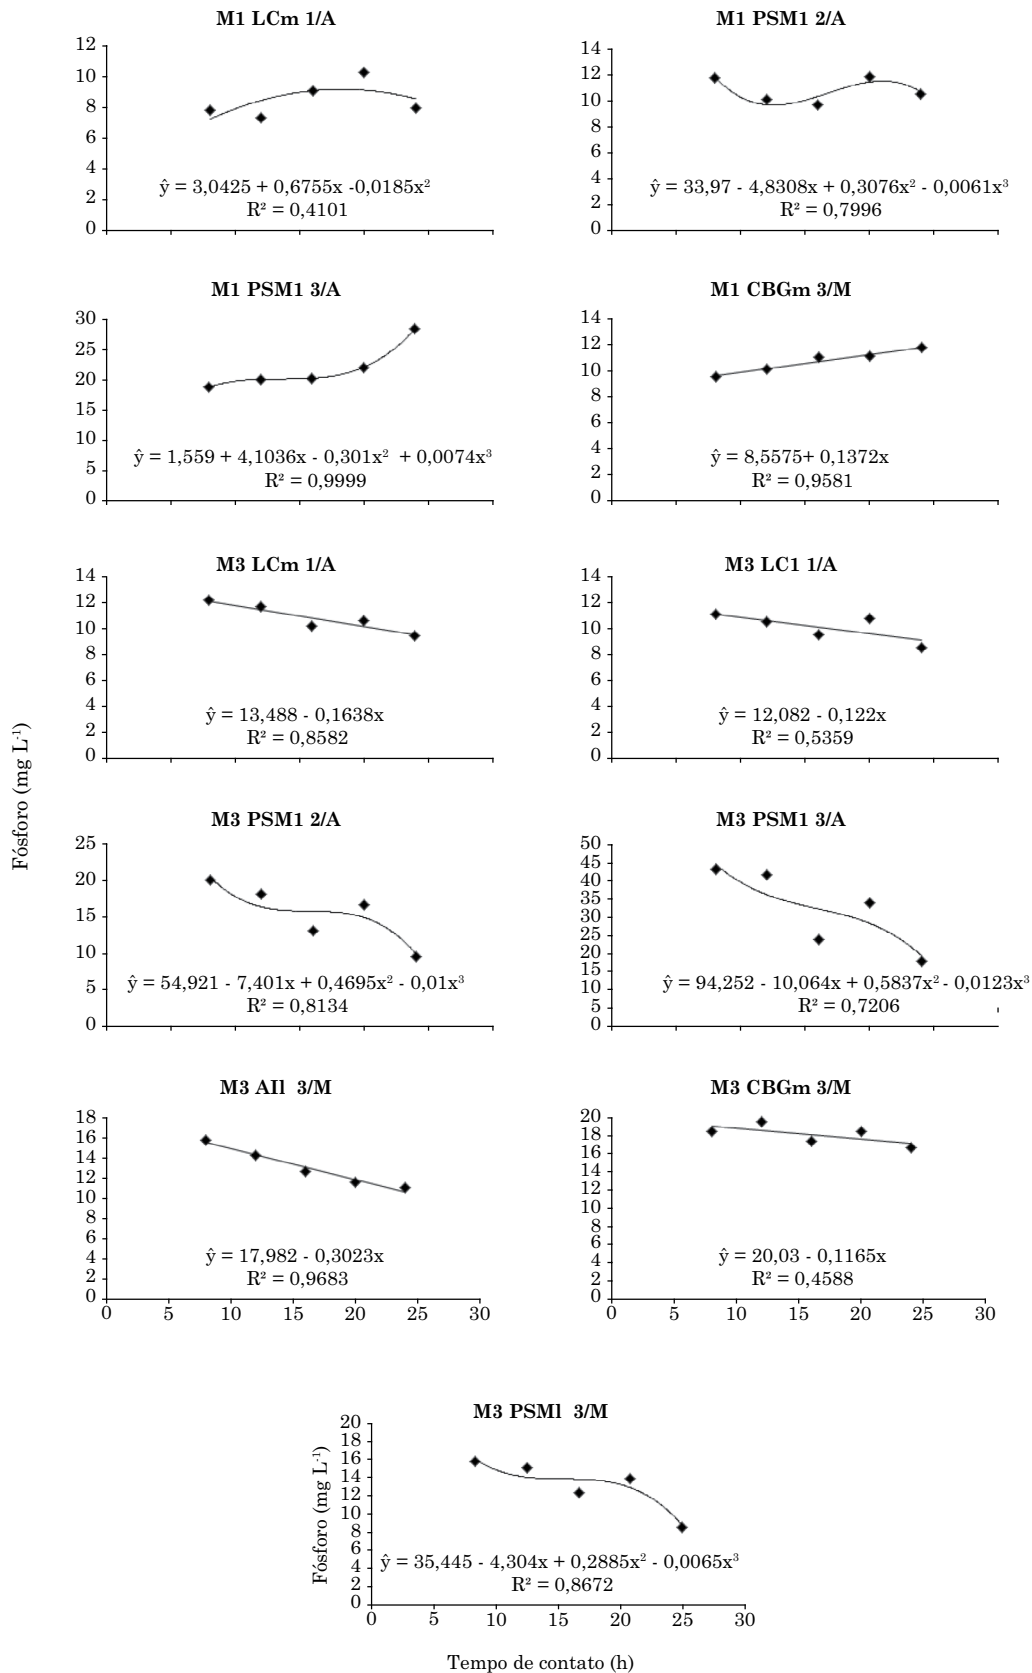 M1 LCm 1/A
12
10
8
6
4
2
0
ŷ = 3,0425 + 0,6755x -0,0185x²
R² = 0,4101
M1 PSM1 2/A
14
12
10
8
6
4
2
0
ŷ = 33,97 - 4,8308x + 0,3076x² - 0,0061x³
R² = 0,7996
M1 PSM1 3/A
30
25
20
15
10
5
0
ŷ = 1,559 + 4,1036x - 0,301x² + 0,0074x³
R² = 0,9999
M1 CBGm 3/M
14
12
10
8
6
4
2
0
ŷ = 8,5575+ 0,1372x
R² = 0,9581
M3 LCm 1/A
14
12
10
8
6
4
2
0
ŷ = 13,488 - 0,1638x
R² = 0,8582
M3 LC1 1/A
14
12
10
8
6
4
2
0
ŷ = 12,082 - 0,122x
R² = 0,5359
Fósforo (mg L⁻¹)
M3 PSM1 2/A
25
20
15
10
5
0
ŷ = 54,921 - 7,401x + 0,4695x² - 0,01x³
R² = 0,8134
M3 PSM1 3/A
50
45
40
35
30
25
20
15
10
5
0
ŷ = 94,252 - 10,064x + 0,5837x² - 0,0123x³
R² = 0,7206
M3 AIl 3/M
18
16
14
12
10
8
6
4
2
0
ŷ = 17,982 - 0,3023x
R² = 0,9683
0 5 10 15 20 25 30
M3 CBGm 3/M
20
18
16
14
12
10
8
6
4
2
0
ŷ = 20,03 - 0,1165x
R² = 0,4588
0 5 10 15 20 25 30
M3 PSMl 3/M
20
18
16
14
12
10
8
6
4
2
0
Fósforo (mg L⁻¹)
ŷ = 35,445 - 4,304x + 0,2885x² - 0,0065x³
R² = 0,8672
0 5 10 15 20 25 30
Tempo de contato (h)